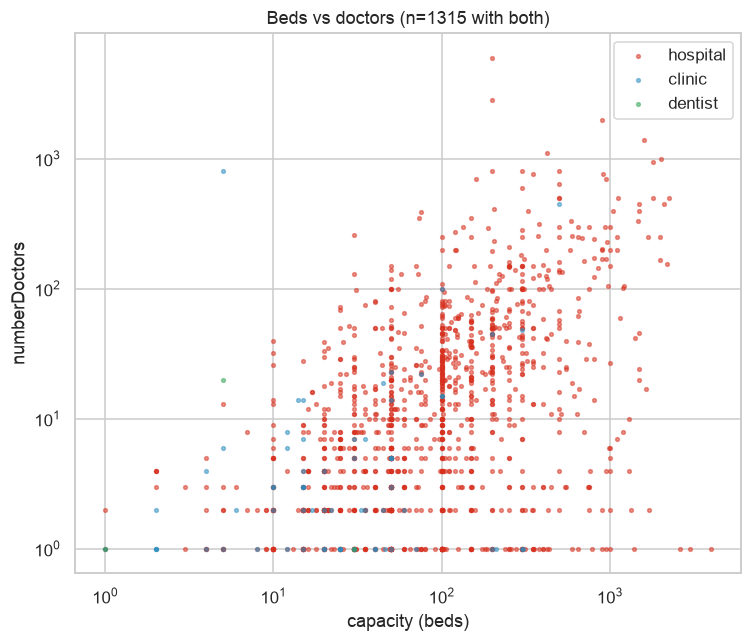 Beds vs doctors (n=1315 with both)
hospital
clinic
dentist
numberDoctors
10³
10²
10¹
10⁰
10⁰
10¹
10²
10³
capacity (beds)